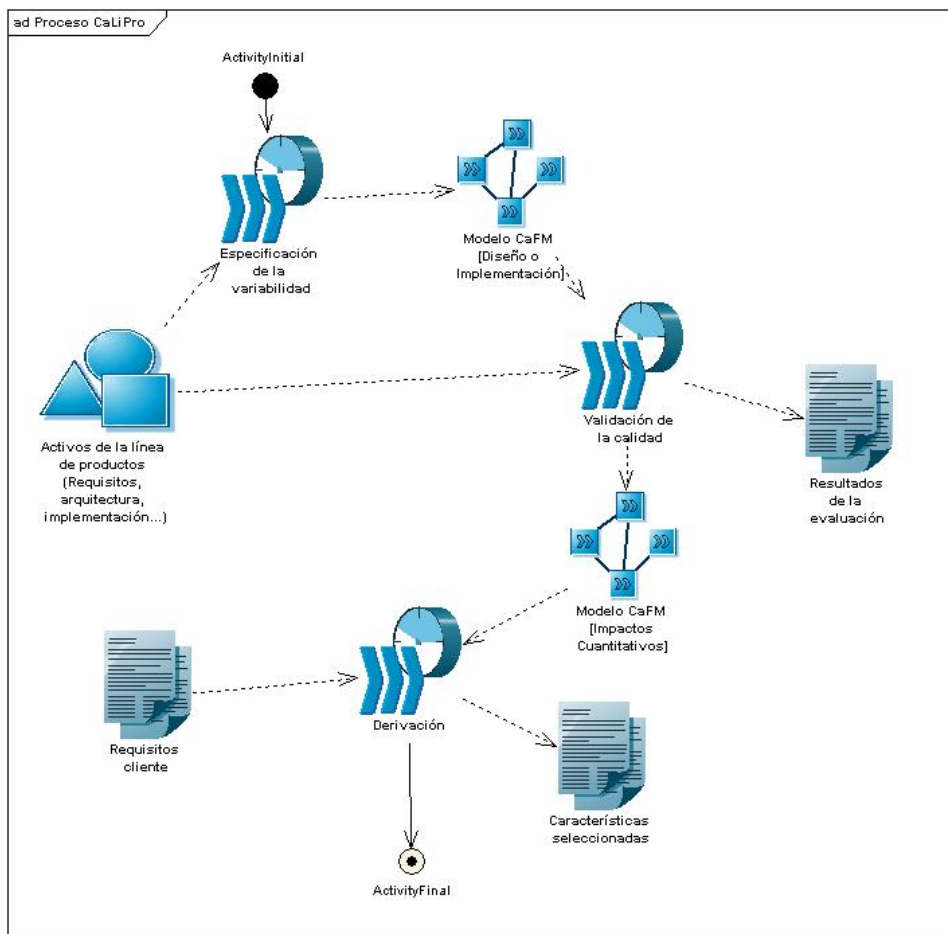 ad Proceso CaLiPro
ActivityInitial
Especificación
de la
variabilidad
Modelo CaFM
[Diseño o
Implementación]
Activos de la línea
de productos
(Requisitos,
arquitectura,
implementación...)
Validación de
la calidad
Resultados
de la
evaluación
Modelo CaFM
[Impactos
Cuantitativos]
Requisitos
cliente
Derivación
Características
seleccionadas
ActivityFinal